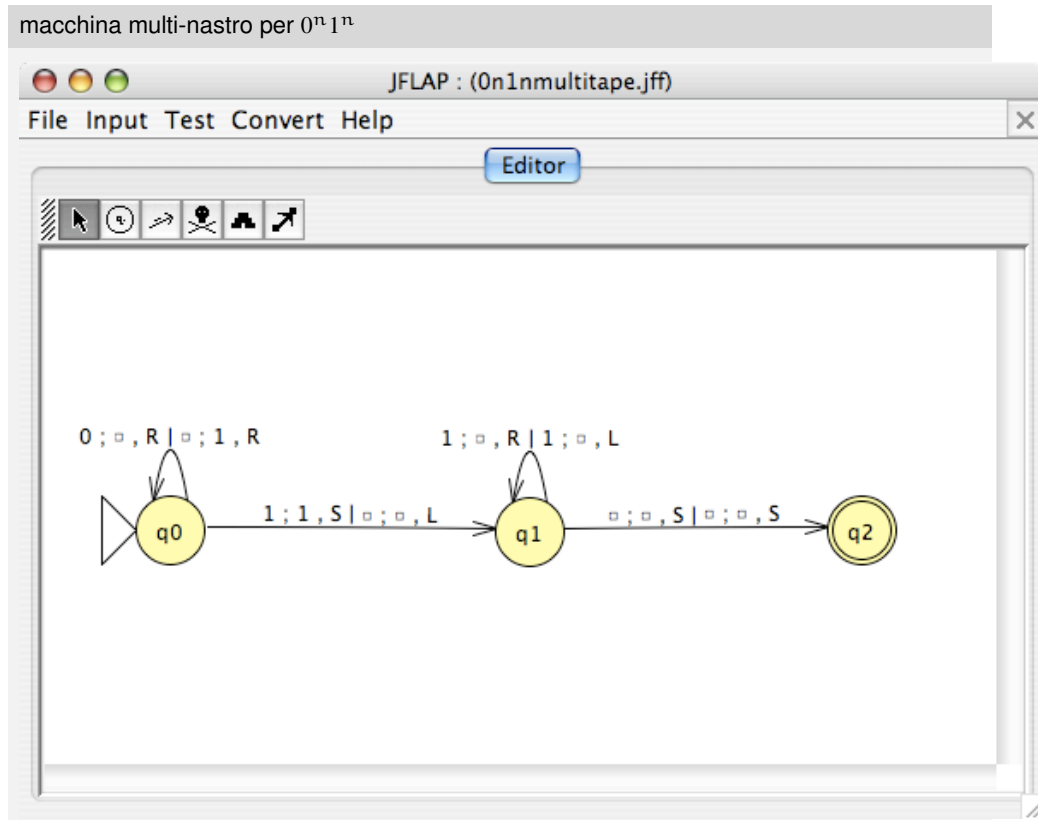 macchina multi-nastro per 0ⁿ1ⁿ
JFLAP : (0n1nmultitape.jff)
File Input Test Convert Help
Editor
0 ; □ , R | □ ; 1 , R
1 ; □ , R | 1 ; □ , L
1 ; 1 , S | □ ; □ , L
□ ; □ , S | □ ; □ , S
q0
q1
q2